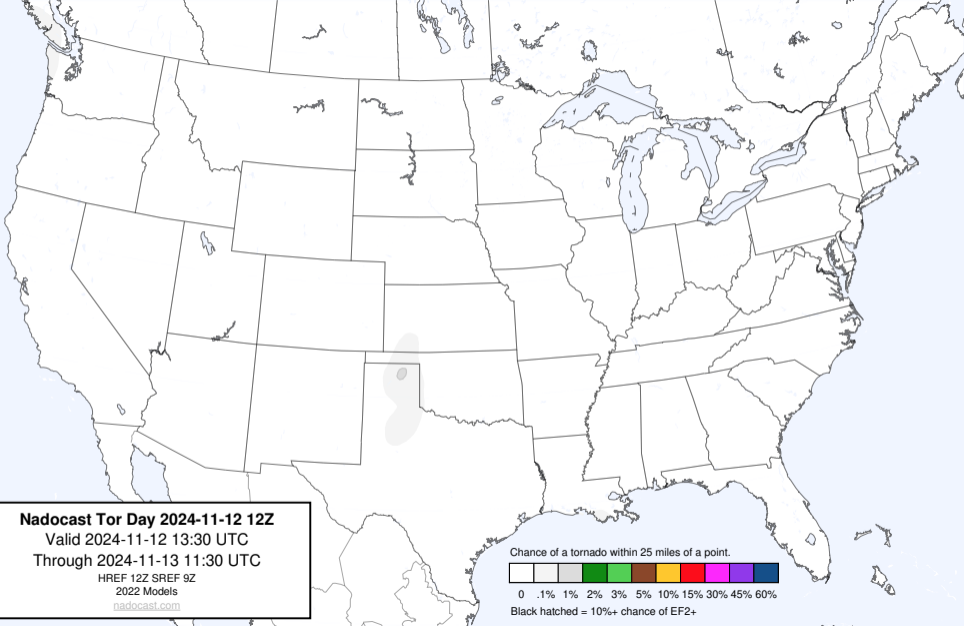 Nadocast Tor Day 2024-11-12 12Z
Valid 2024-11-12 13:30 UTC
Through 2024-11-13 11:30 UTC
HREF 12Z SREF 9Z
2022 Models
nadocast.com
Chance of a tornado within 25 miles of a point.
0 .1% 1% 2% 3% 5% 10% 15% 30% 45% 60%
Black hatched = 10%+ chance of EF2+